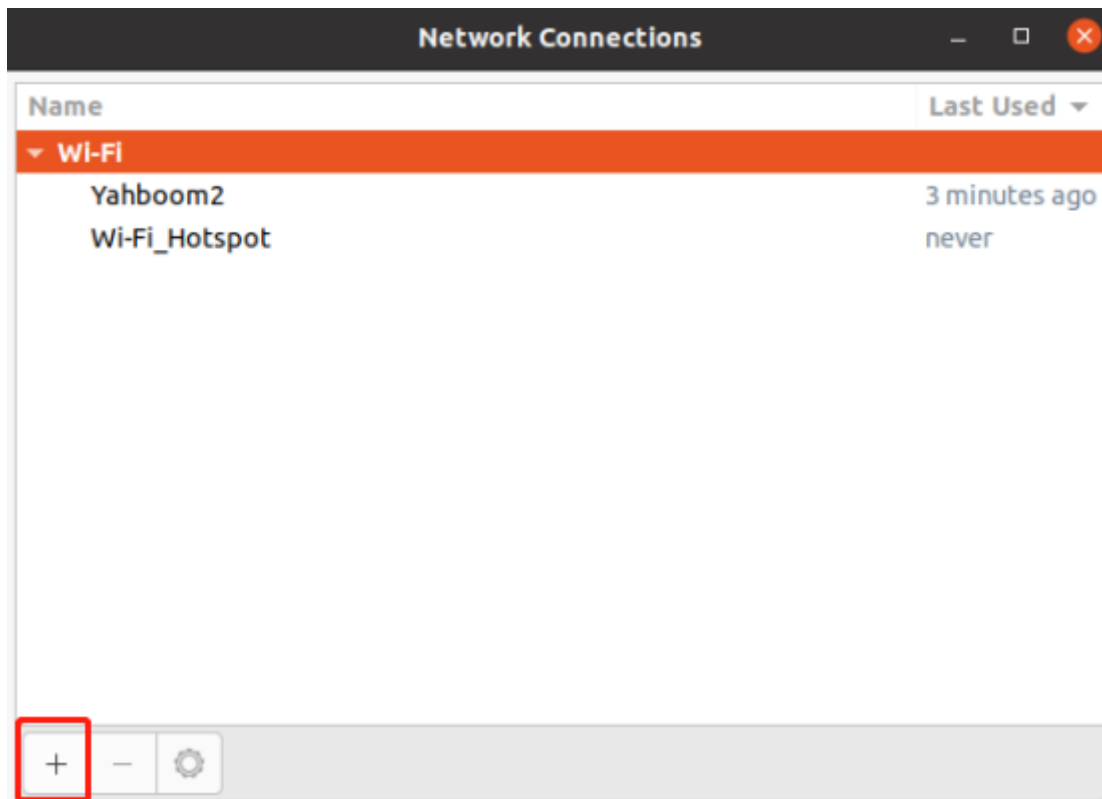 Network Connections
Name Last Used
Wi-Fi
Yahboom2 3 minutes ago
Wi-Fi_Hotspot never